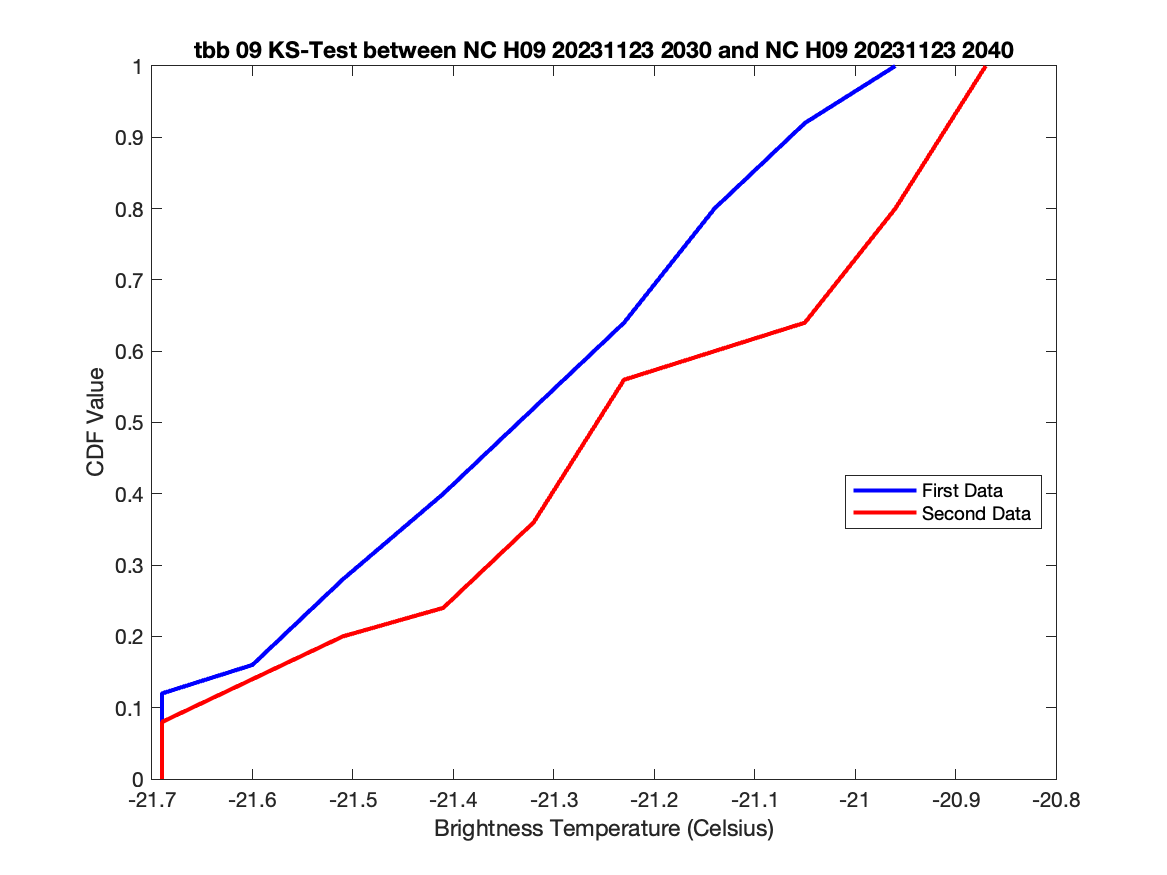 tbb 09 KS-Test between NC H09 20231123 2030 and NC H09 20231123 2040
1
0.9
0.8
0.7
0.6
0.5
0.4
0.3
0.2
0.1
0
CDF Value
First Data
Second Data
-21.7 -21.6 -21.5 -21.4 -21.3 -21.2 -21.1 -21 -20.9 -20.8
Brightness Temperature (Celsius)